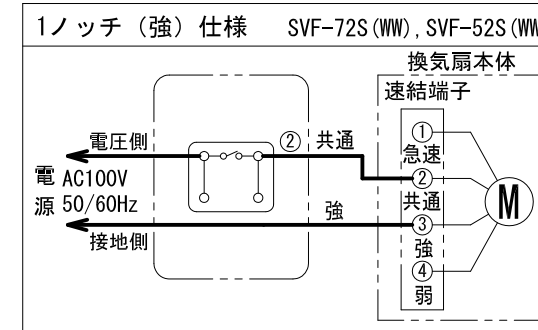 1ノッチ（強）仕様 SVF-72S(WW),SVF-52S(WW
換気扇本体
速結端子
電圧側
② 共通
①
急速
電源
AC100V
50/60Hz
②
共通
強
③
強
接地側
④
弱
M